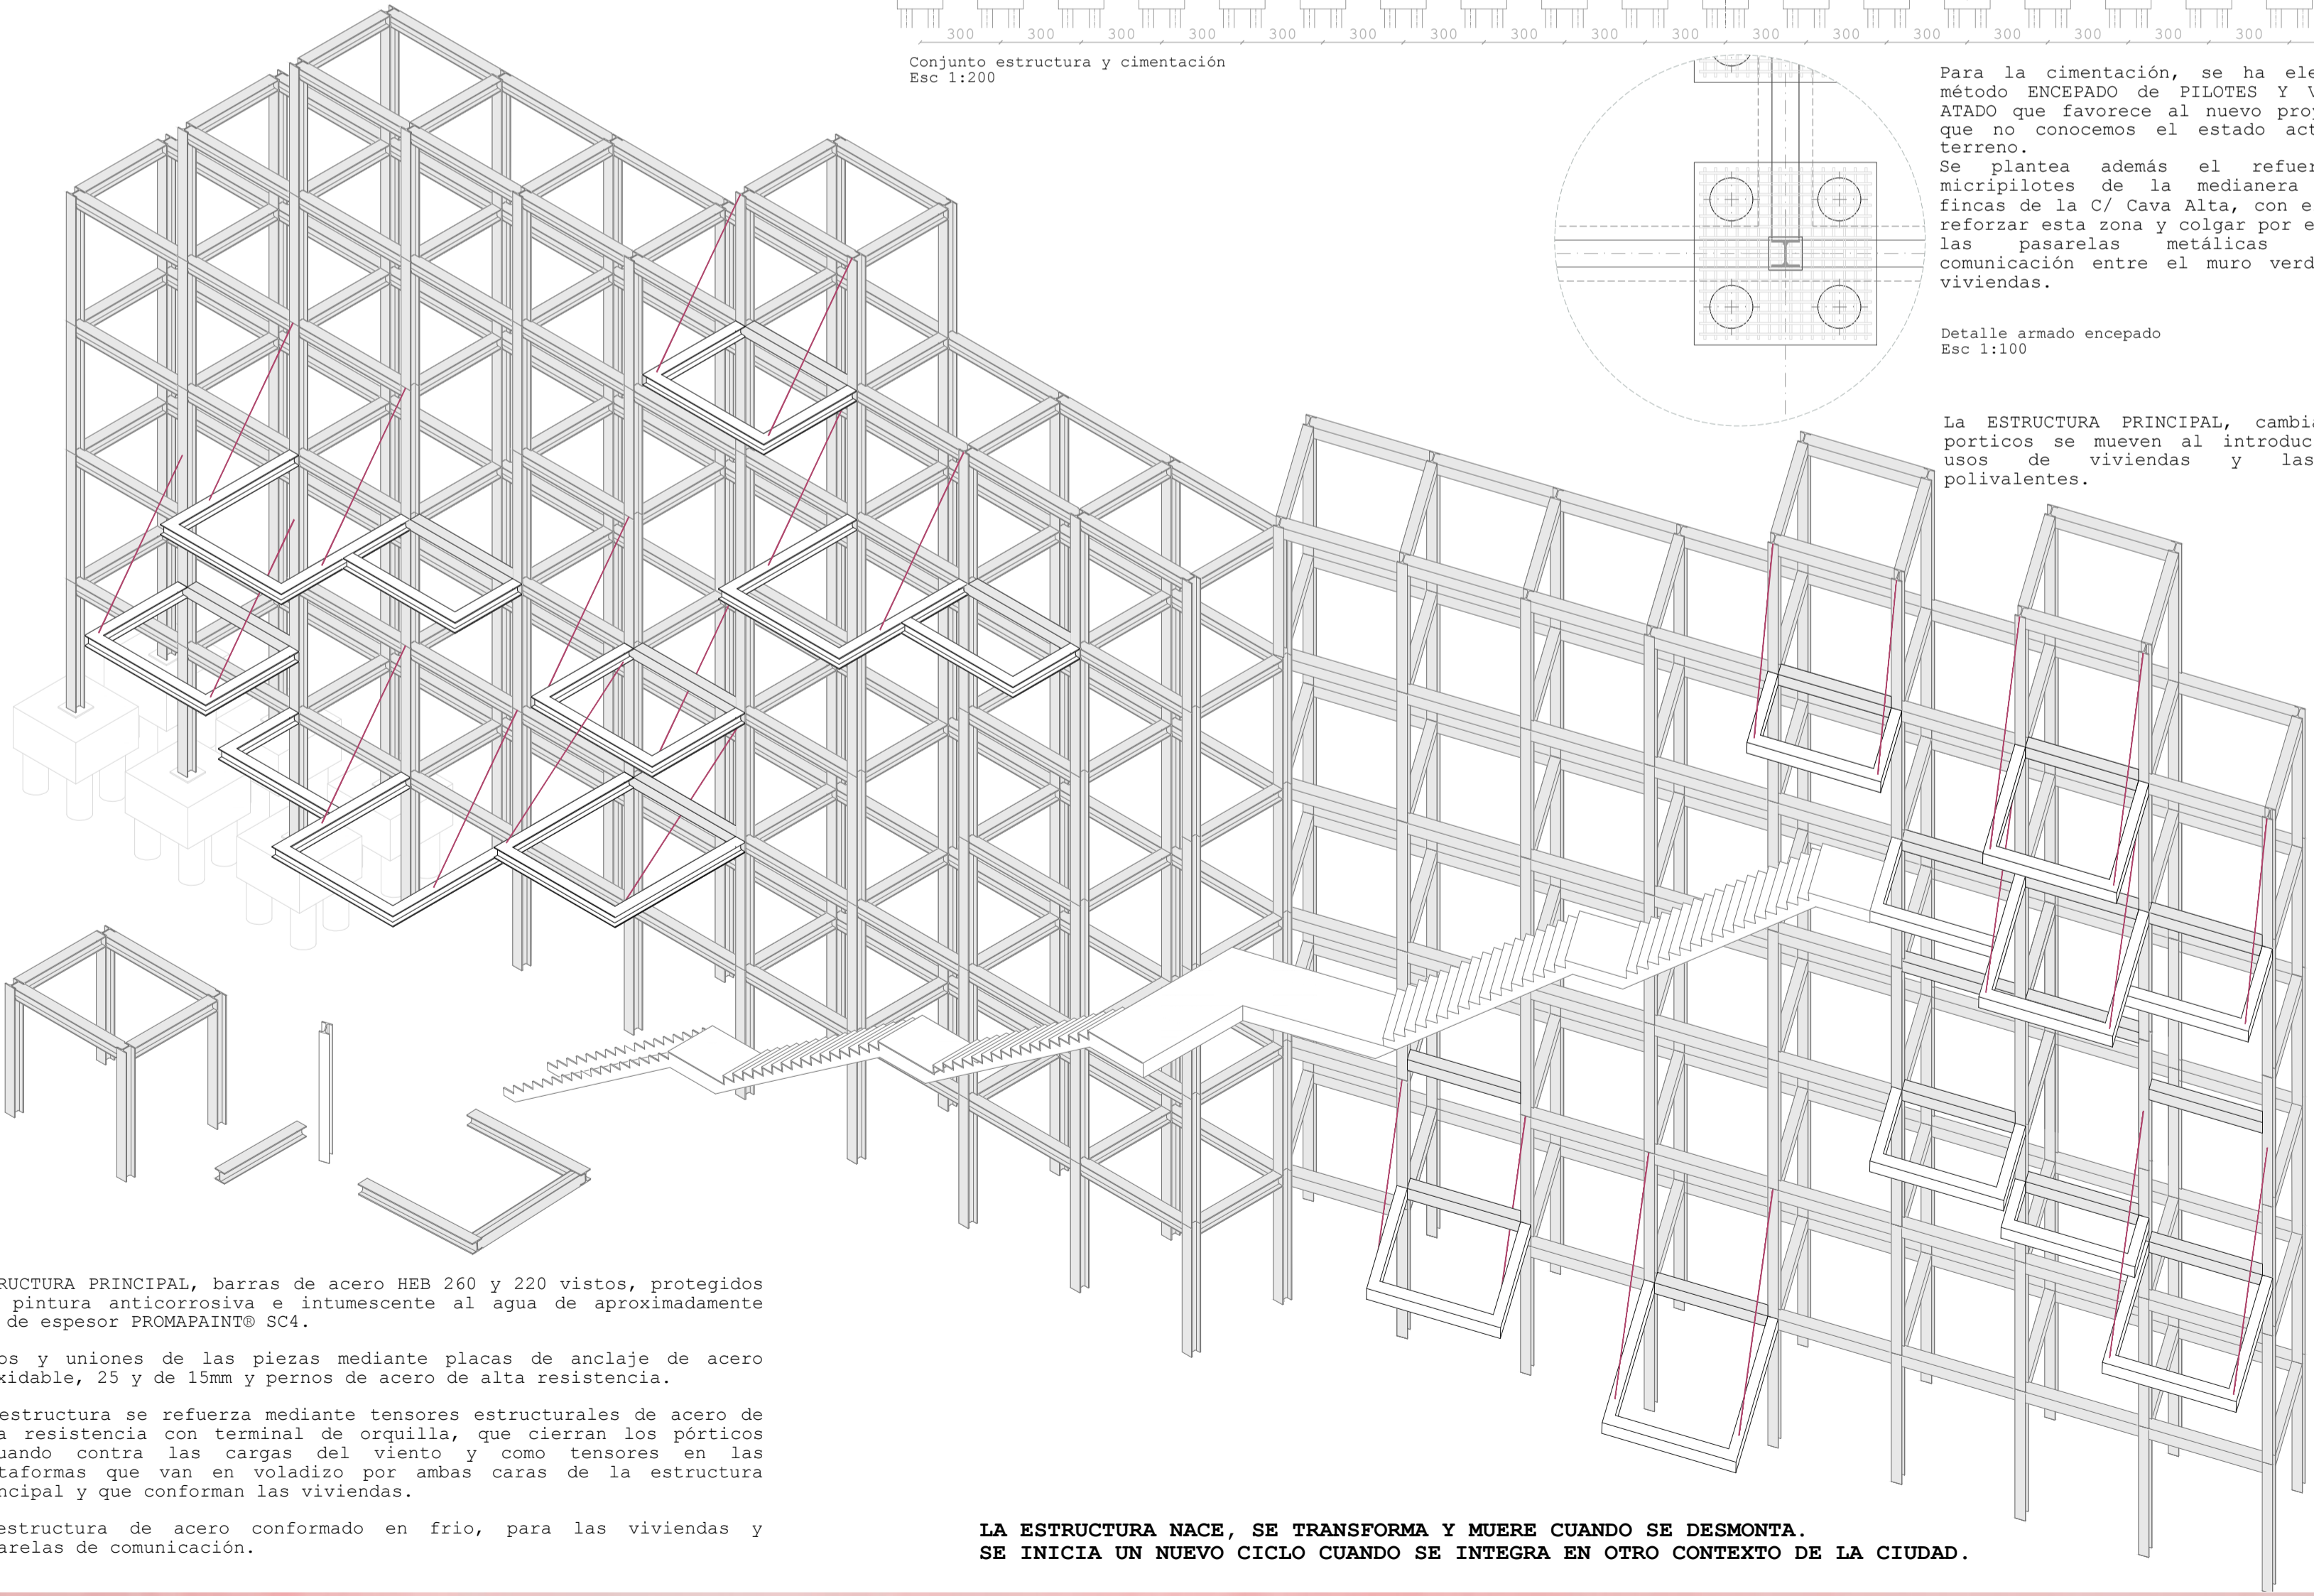 300 300 300 300 300 300 300 300 300 300 300 300 300 300 300 300 300
Conjunto estructura y cimentación
Esc 1:200
Para la cimentación, se ha ele
método ENCEPADO de PILOTES Y V
ATADO que favorece al nuevo proy
que no conocemos el estado act
terreno.
Se plantea además el refuer
micripilotes de la medianera
fincas de la C/ Cava Alta, con e
reforzar esta zona y colgar por e
las pasarelas metálicas
comunicación entre el muro verd
viviendas.
Detalle armado encepado
Esc 1:100
La ESTRUCTURA PRINCIPAL, cambia
porticos se mueven al introduc
usos de viviendas y las
polivalentes.
RUCTURA PRINCIPAL, barras de acero HEB 260 y 220 vistos, protegidos
pintura anticorrosiva e intumescente al agua de aproximadamente
de espesor PROMAPAINT® SC4.
os y uniones de las piezas mediante placas de anclaje de acero
xidable, 25 y de 15mm y pernos de acero de alta resistencia.
estructura se refuerza mediante tensores estructurales de acero de
a resistencia con terminal de orquilla, que cierran los pórticos
uando contra las cargas del viento y como tensores en las
taformas que van en voladizo por ambas caras de la estructura
ncipal y que conforman las viviendas.
estructura de acero conformado en frio, para las viviendas y
arelas de comunicación.
LA ESTRUCTURA NACE, SE TRANSFORMA Y MUERE CUANDO SE DESMONTA.
SE INICIA UN NUEVO CICLO CUANDO SE INTEGRA EN OTRO CONTEXTO DE LA CIUDAD.